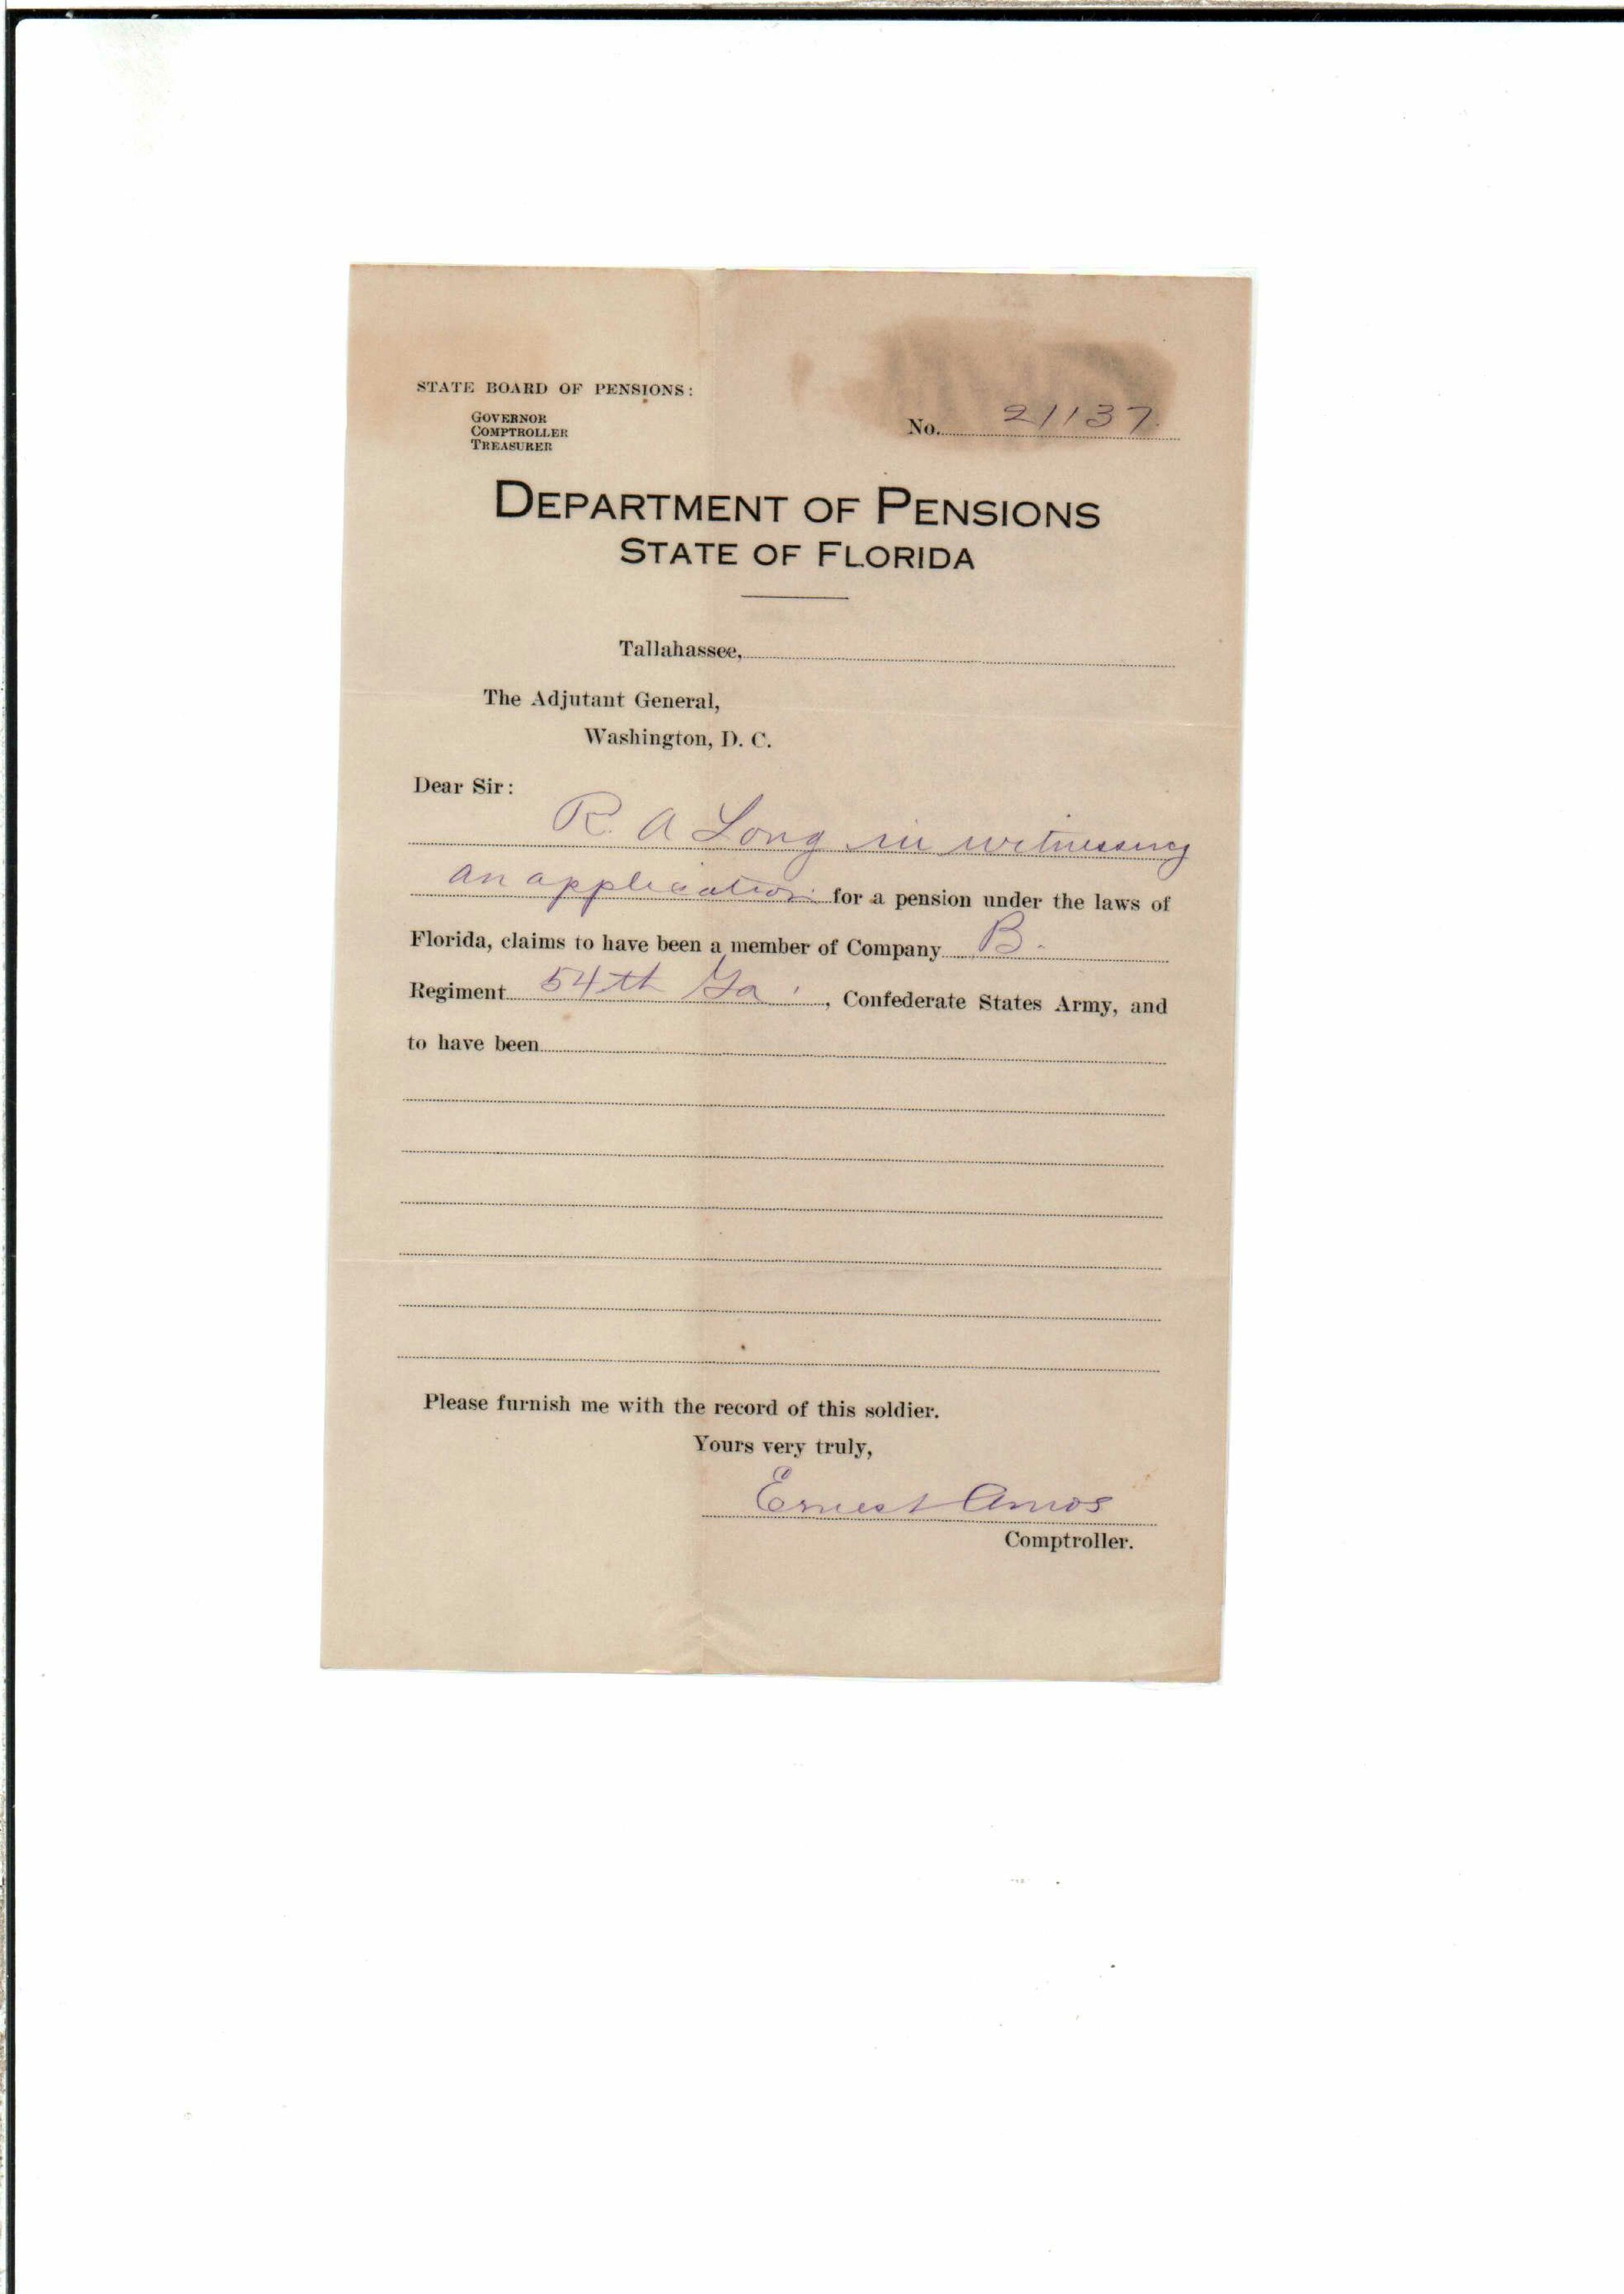 STATE BOARD OF PENSIONS:
GOVERNOR
COMPTROLLER
TREASURER
No. 21137.
DEPARTMENT OF PENSIONS
STATE OF FLORIDA
Tallahassee,
The Adjutant General,
Washington, D. C.
Dear Sir:
R. A Long in witnessing
an application for a pension under the laws of
Florida, claims to have been a member of Company B.
Regiment 54th Ga., Confederate States Army, and
to have been
Please furnish me with the record of this soldier.
Yours very truly,
Ernest Amos
Comptroller.